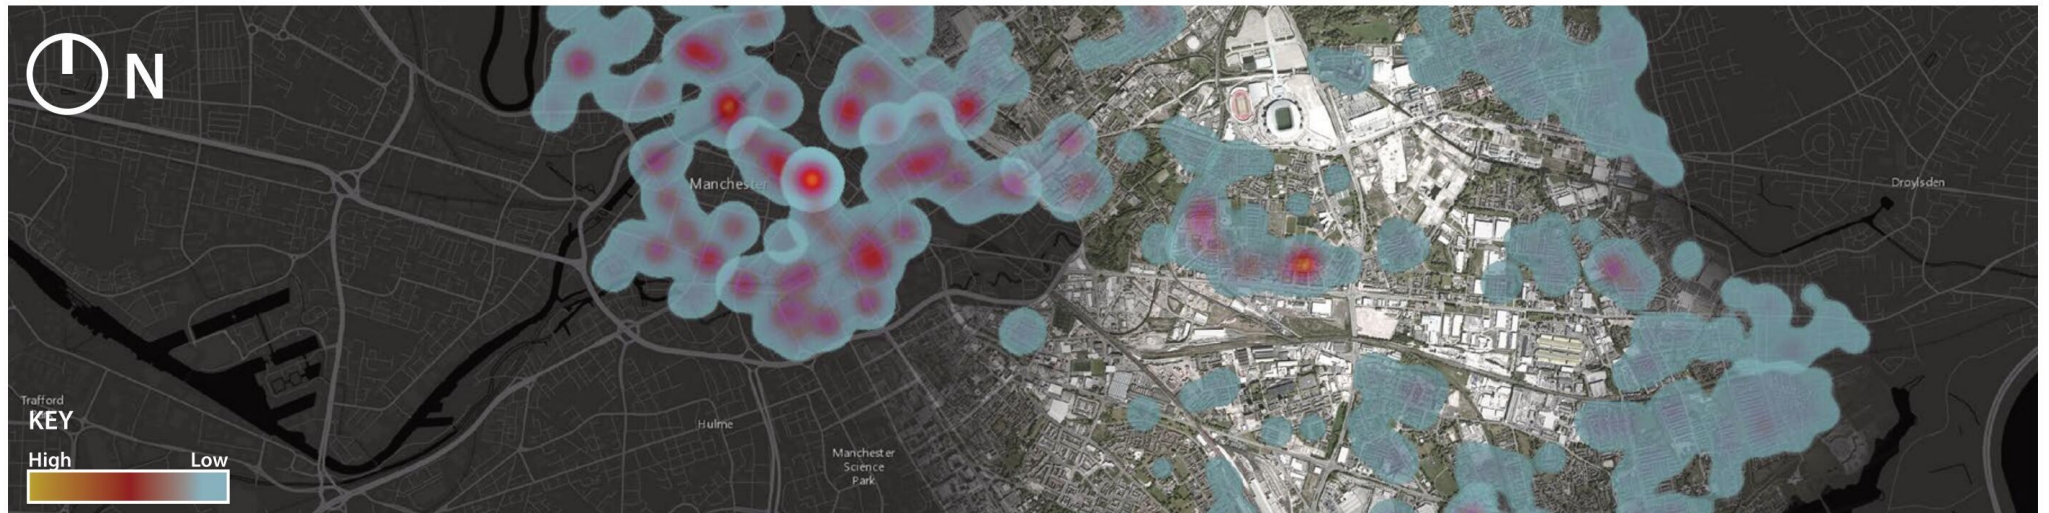 N
Manchester
Droylsden
Trafford
KEY
High Low
Hulme
Manchester
Science
Park